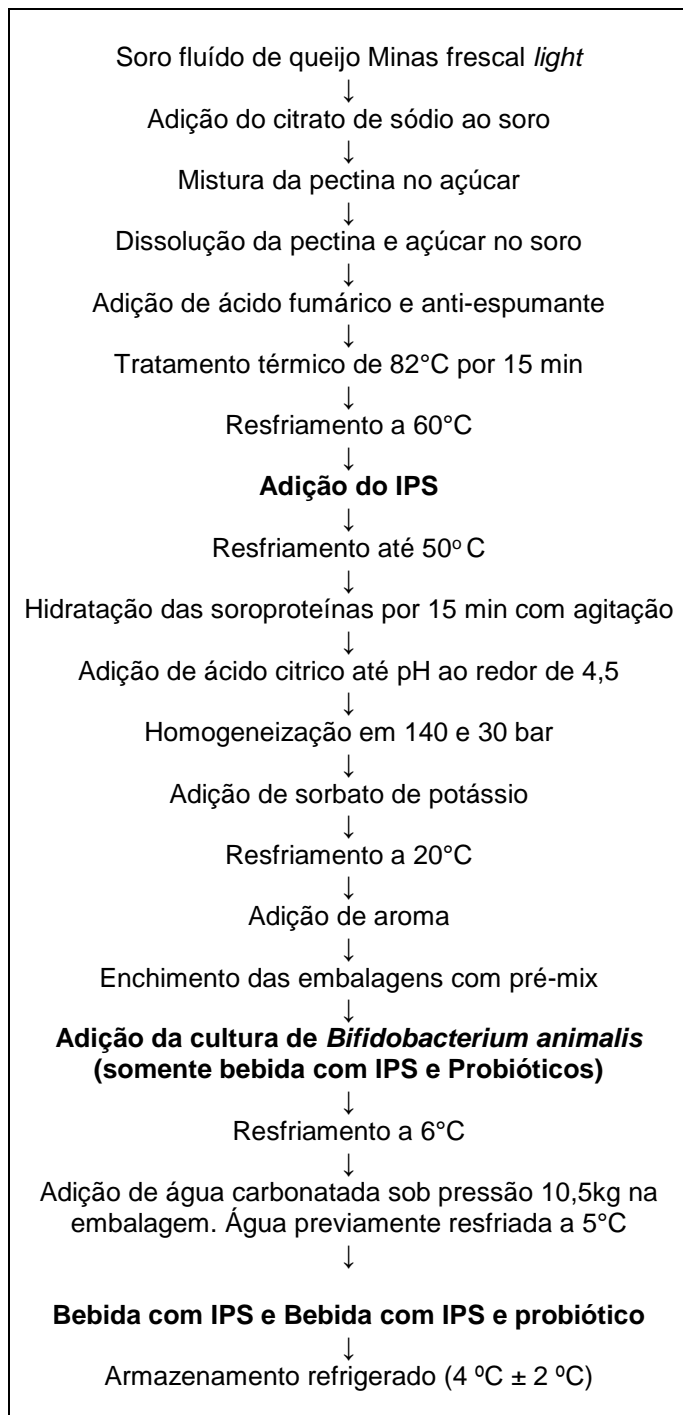 Soro fluído de queijo Minas frescal light
↓
Adição do citrato de sódio ao soro
↓
Mistura da pectina no açúcar
↓
Dissolução da pectina e açúcar no soro
↓
Adição de ácido fumárico e anti-espumante
↓
Tratamento térmico de 82°C por 15 min
↓
Resfriamento a 60°C
↓
Adição do IPS
↓
Resfriamento até 50º C
↓
Hidratação das soroproteínas por 15 min com agitação
↓
Adição de ácido citrico até pH ao redor de 4,5
↓
Homogeneização em 140 e 30 bar
↓
Adição de sorbato de potássio
↓
Resfriamento a 20°C
↓
Adição de aroma
↓
Enchimento das embalagens com pré-mix
↓
Adição da cultura de Bifidobacterium animalis
(somente bebida com IPS e Probióticos)
↓
Resfriamento a 6°C
↓
Adição de água carbonatada sob pressão 10,5kg na
embalagem. Água previamente resfriada a 5°C
↓
Bebida com IPS e Bebida com IPS e probiótico
↓
Armazenamento refrigerado (4 ºC ± 2 ºC)